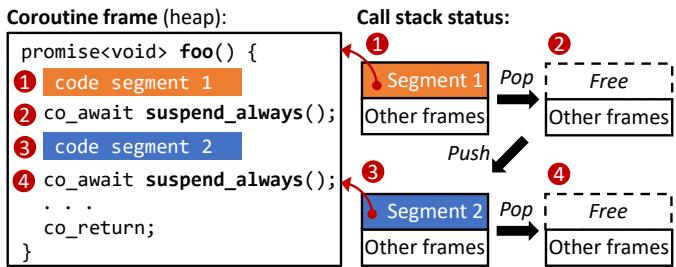 Coroutine frame (heap):
promise<void> foo() {
1 code segment 1
2 co_await suspend_always();
3 code segment 2
4 co_await suspend_always();
. . .
co_return;
}
Call stack status:
1
Segment 1
Other frames
Pop
2
Free
Other frames
Push
3
Segment 2
Other frames
Pop
4
Free
Other frames